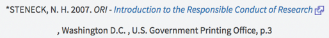 *STENECK, N. H. 2007. ORI - Introduction to the Responsible Conduct of Research
, Washington D.C. , U.S. Government Printing Office, p.3